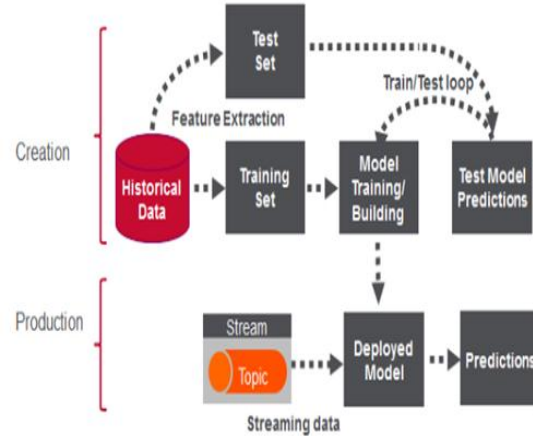 Test
Set
Train/Test loop
Feature Extraction
Creation
Historical
Data
Training
Set
Model
Training/
Building
Test Model
Predictions
Production
Stream
Topic
Deployed
Model
Predictions
Streaming data